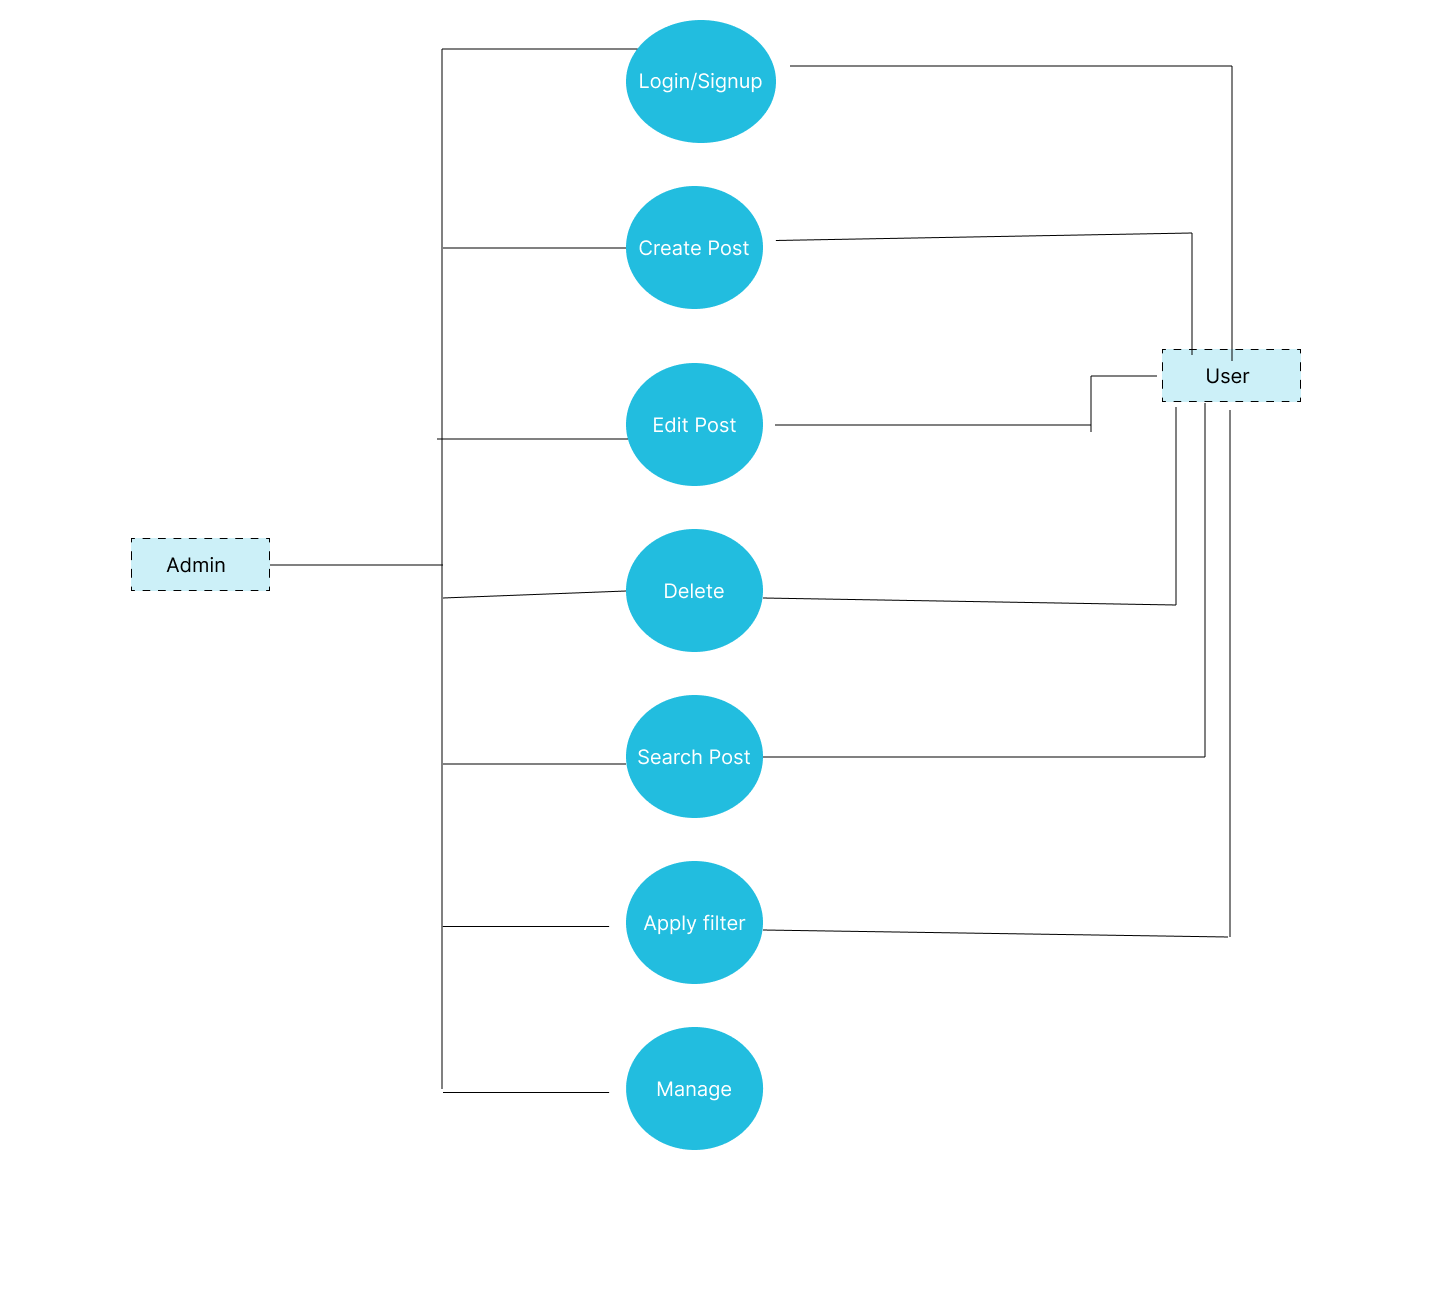 Login/Signup
Create Post
User
Edit Post
Admin
Delete
Search Post
Apply filter
Manage